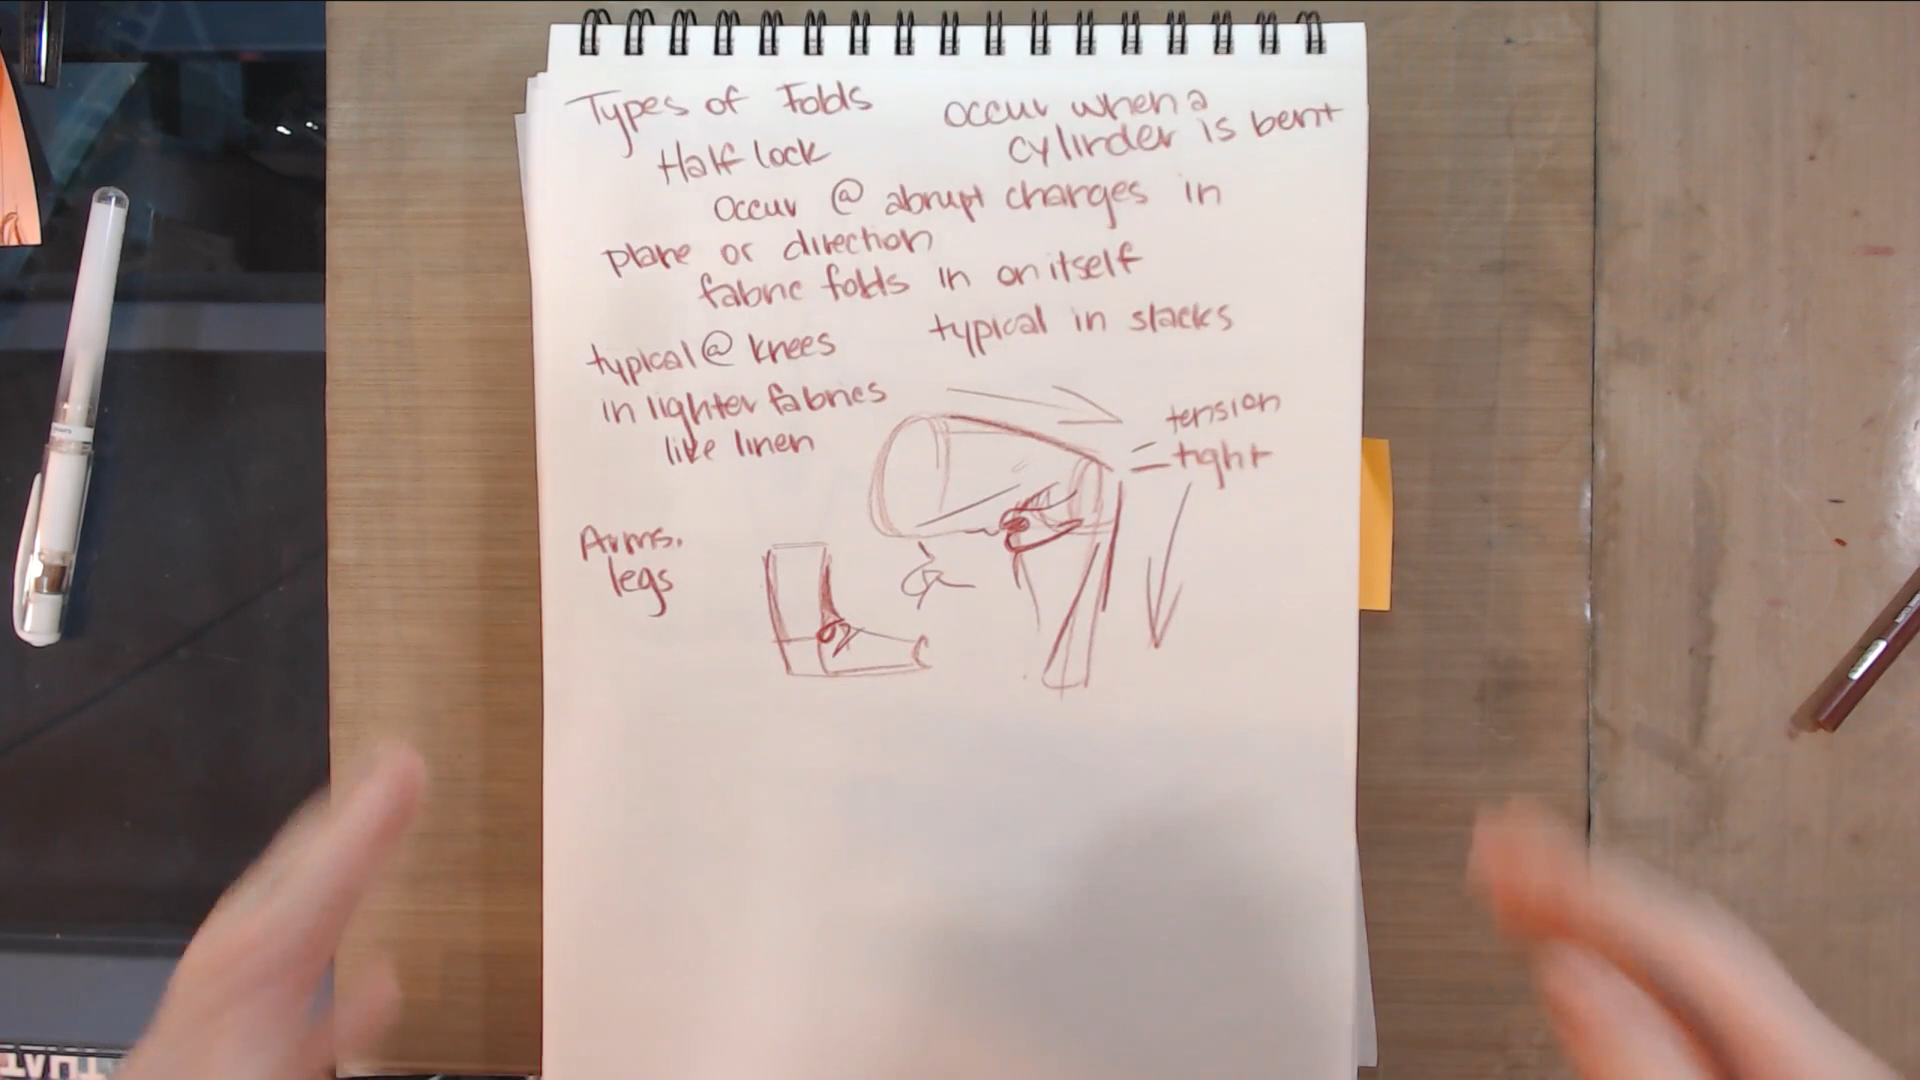 Types of Folds
Half lock
occur when a
cylinder is bent
occur @ abrupt changes in
plane or direction
fabric folds in on itself
typical @ knees
in lighter fabrics
like linen
typical in slacks
tension
tight
Arms.
legs